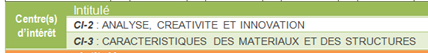 Centre(s) d'intérêt
Intitulé
CI-2 : ANALYSE, CREATIVITE ET INNOVATION
CI-3 : CARACTERISTIQUES DES MATERIAUX ET DES STRUCTURES